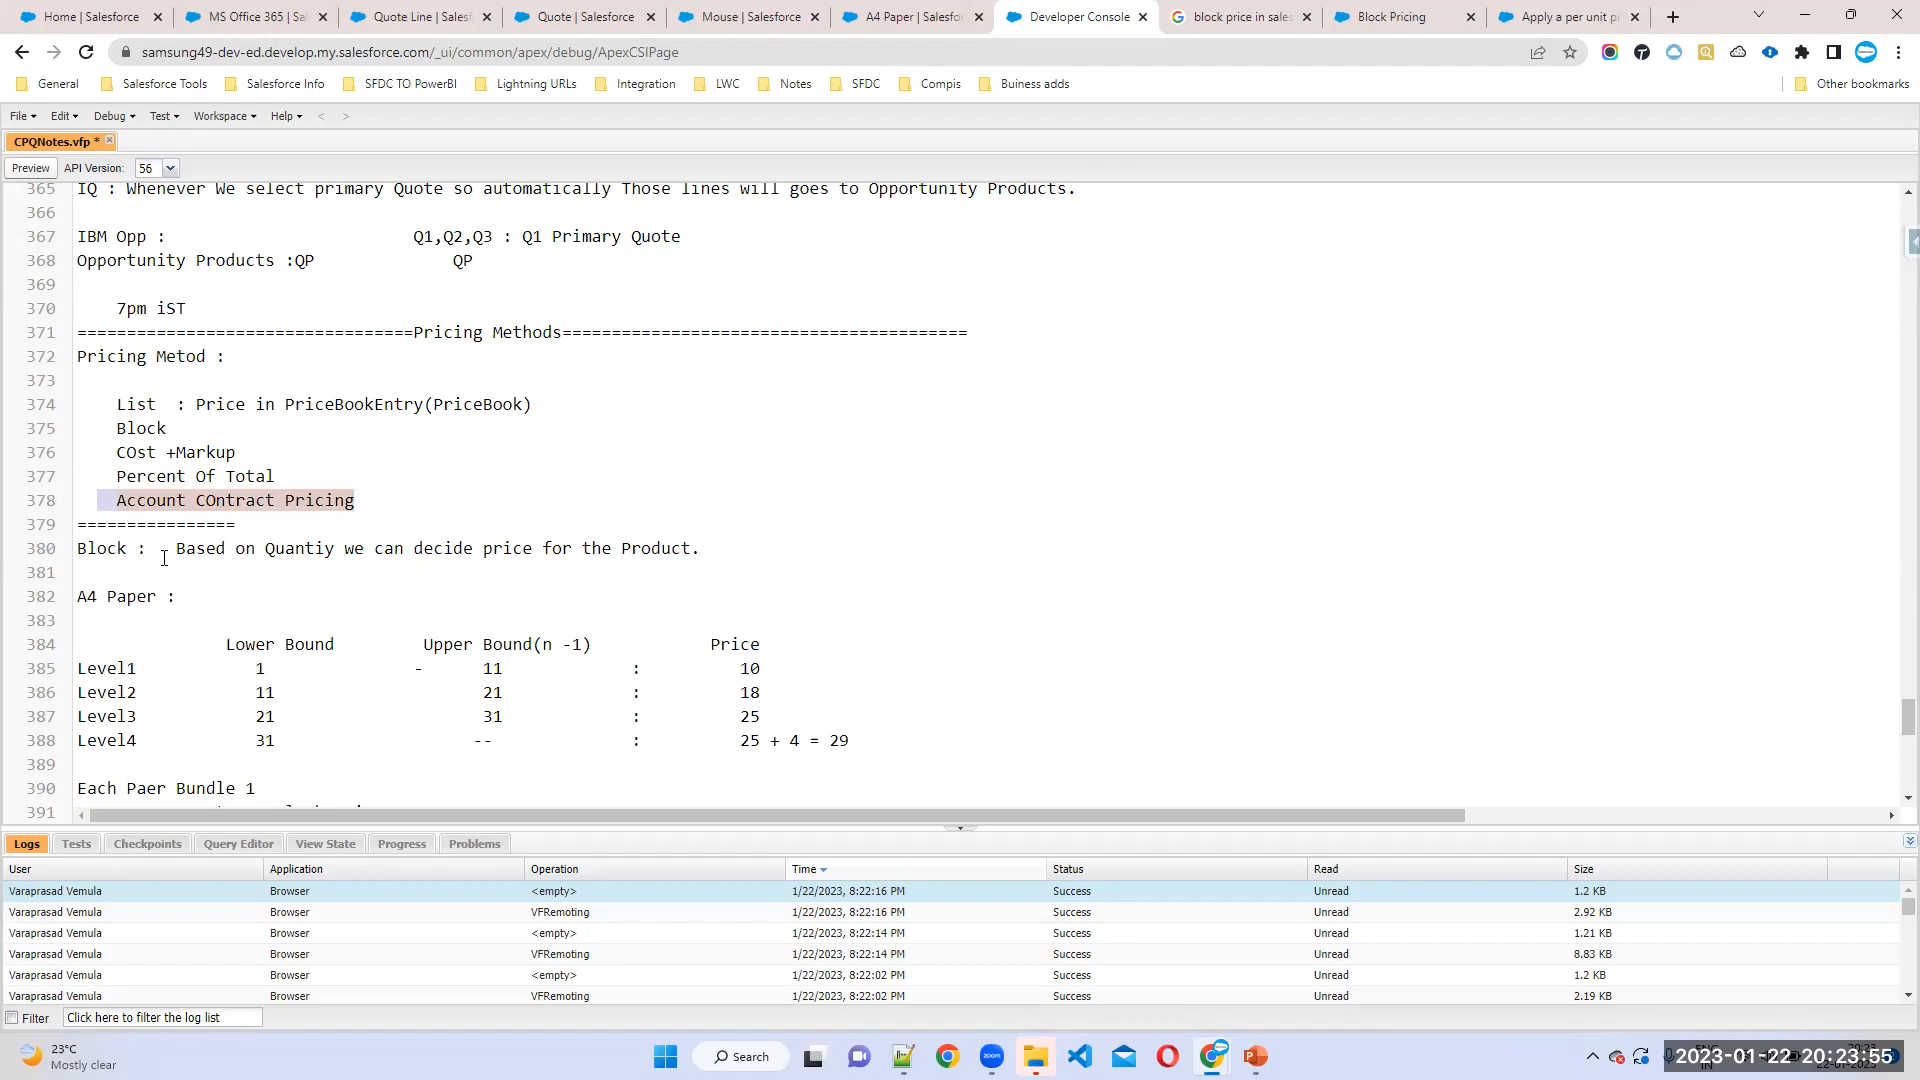 Home | Salesforce
MS Office 365 | Sa
Quote Line | Salesf
Quote | Salesforce
Mouse | Salesforce
A4 Paper | Salesfor
Developer Console
block price in sales
Block Pricing
Apply a per unit p
samsung49-dev-ed.develop.my.salesforce.com/_ui/common/apex/debug/ApexCSIPage
General
Salesforce Tools
Salesforce Info
SFDC TO PowerBI
Lightning URLs
Integration
LWC
Notes
SFDC
Compis
Buiness adds
Other bookmarks
File Edit Debug Test Workspace Help < >
CPQNotes.vfp *
Preview API Version: 56
365 IQ : Whenever We select primary Quote so automatically Those lines will goes to Opportunity Products.
366
367 IBM Opp : Q1,Q2,Q3 : Q1 Primary Quote
368 Opportunity Products :QP QP
369
370 7pm iST
371 ==================================Pricing Methods=========================================
372 Pricing Metod :
373
374 List : Price in PriceBookEntry(PriceBook)
375 Block
376 COst +Markup
377 Percent Of Total
378 Account COntract Pricing
379 ================
380 Block : Based on Quantiy we can decide price for the Product.
381
382 A4 Paper :
383
384 Lower Bound Upper Bound(n -1) Price
385 Level1 1 - 11 : 10
386 Level2 11 21 : 18
387 Level3 21 31 : 25
388 Level4 31 -- : 25 + 4 = 29
389
390 Each Paer Bundle 1
391
Logs Tests Checkpoints Query Editor View State Progress Problems
User Application Operation Time Status Read Size
Varaprasad Vemula Browser <empty> 1/22/2023, 8:22:16 PM Success Unread 1.2 KB
Varaprasad Vemula Browser VFRemoting 1/22/2023, 8:22:16 PM Success Unread 2.92 KB
Varaprasad Vemula Browser <empty> 1/22/2023, 8:22:14 PM Success Unread 1.21 KB
Varaprasad Vemula Browser VFRemoting 1/22/2023, 8:22:14 PM Success Unread 8.83 KB
Varaprasad Vemula Browser <empty> 1/22/2023, 8:22:02 PM Success Unread 1.2 KB
Varaprasad Vemula Browser VFRemoting 1/22/2023, 8:22:02 PM Success Unread 2.19 KB
Filter Click here to filter the log list
23°C
Mostly clear
Search
zoom
2023-01-22 20:23:55